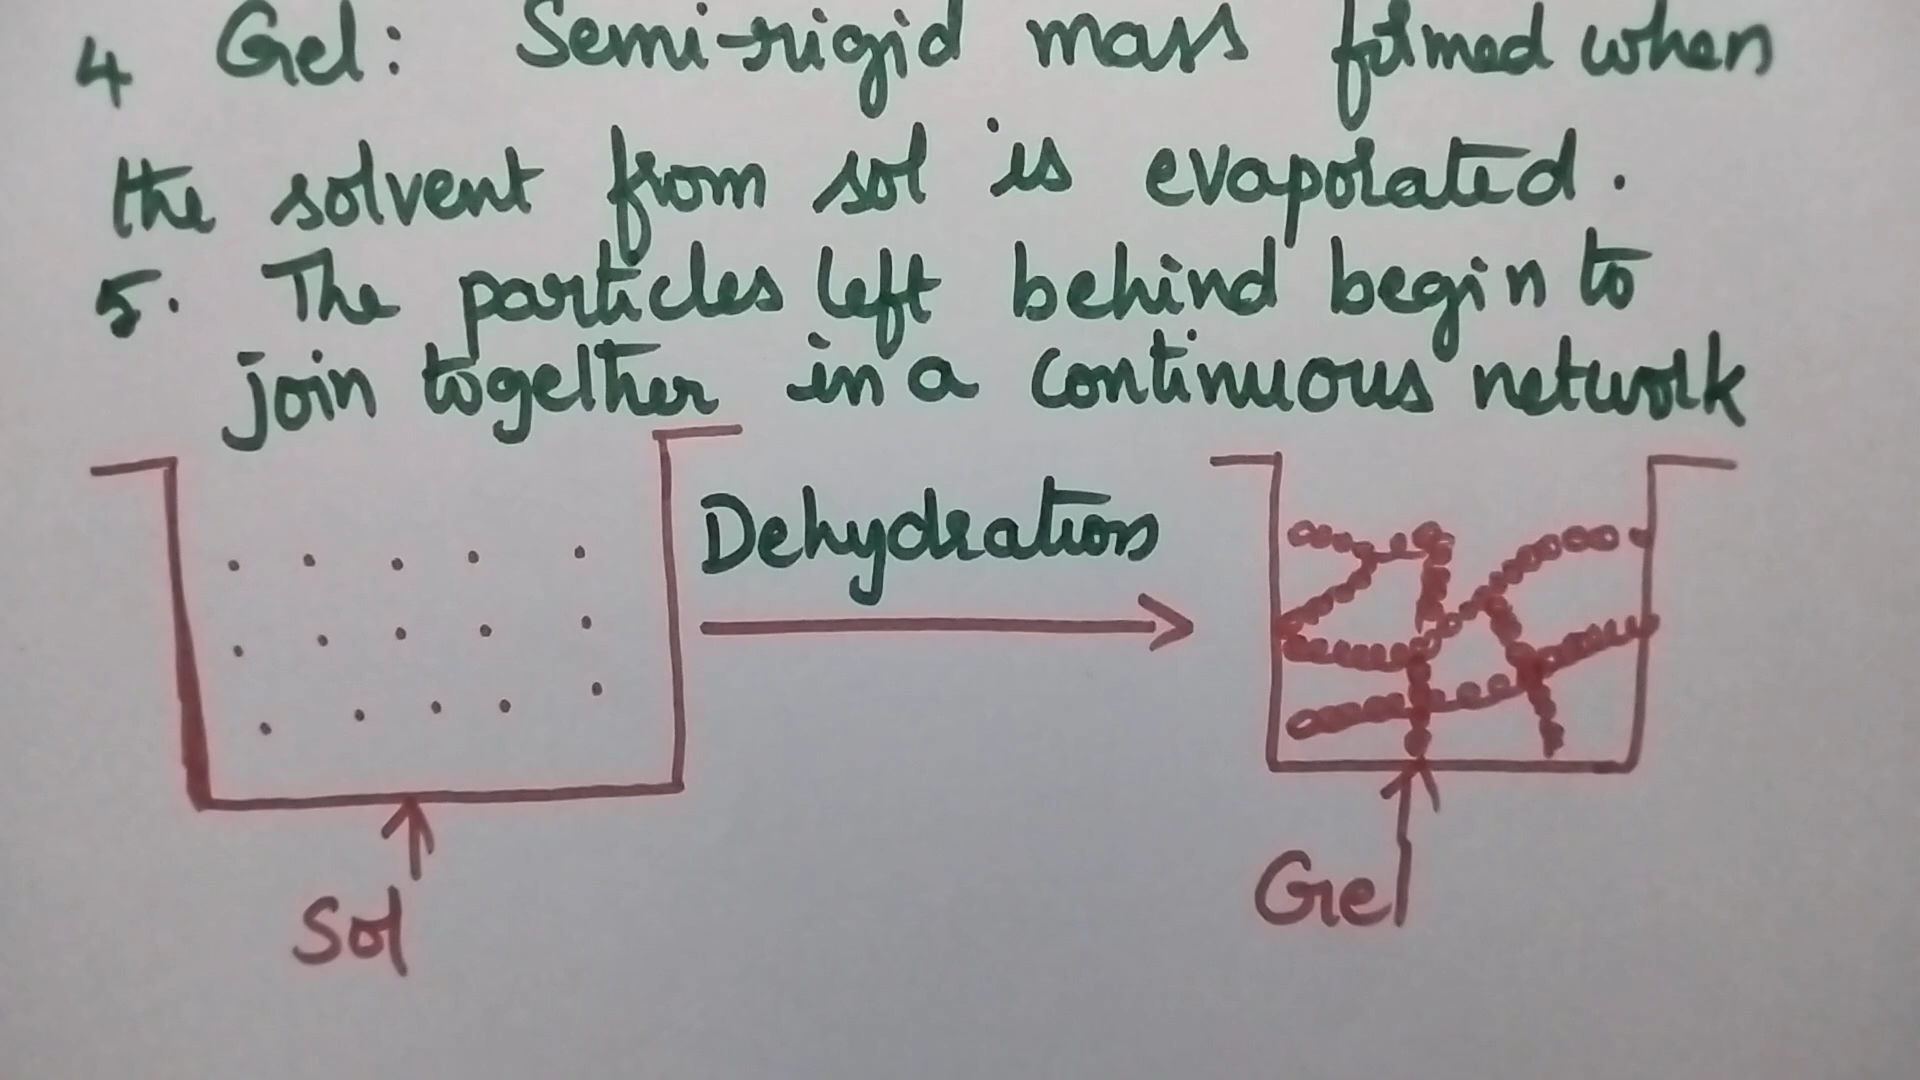 4 Gel: Semi-rigid mass formed when
the solvent from sol is evaporated.
5. The particles left behind begin to
join together in a continuous network
Dehydration
Sol
Gel